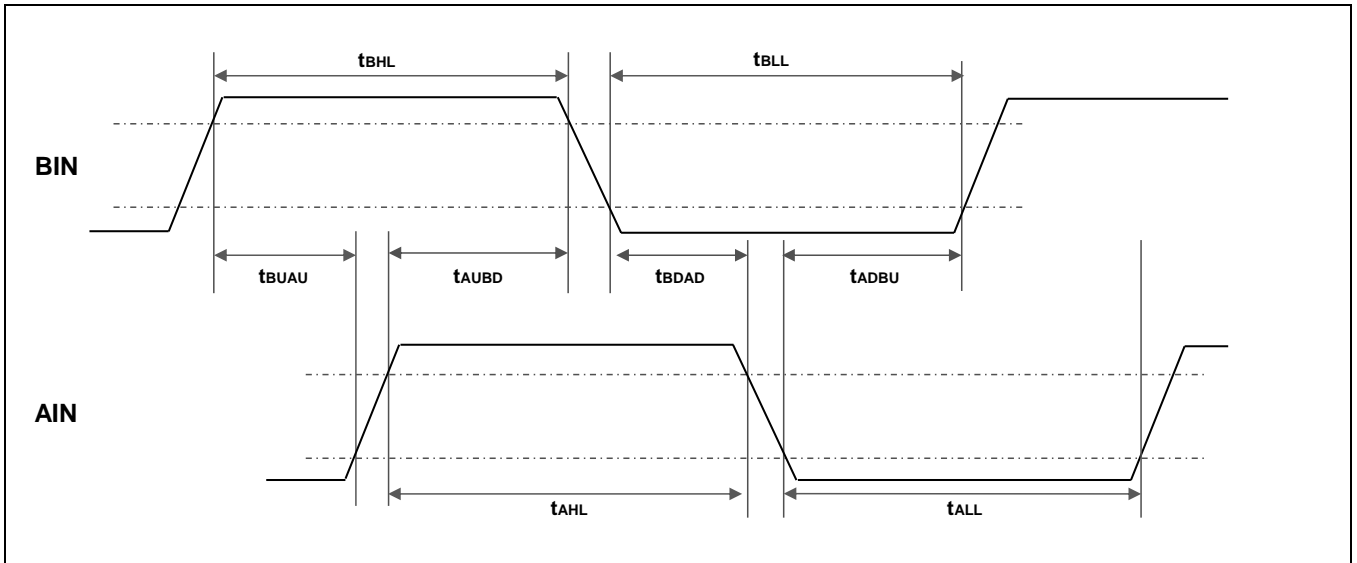 tBHL
tBLL
BIN
tBUAU
tAUBD
tBDAD
tADBU
AIN
tAHL
tALL